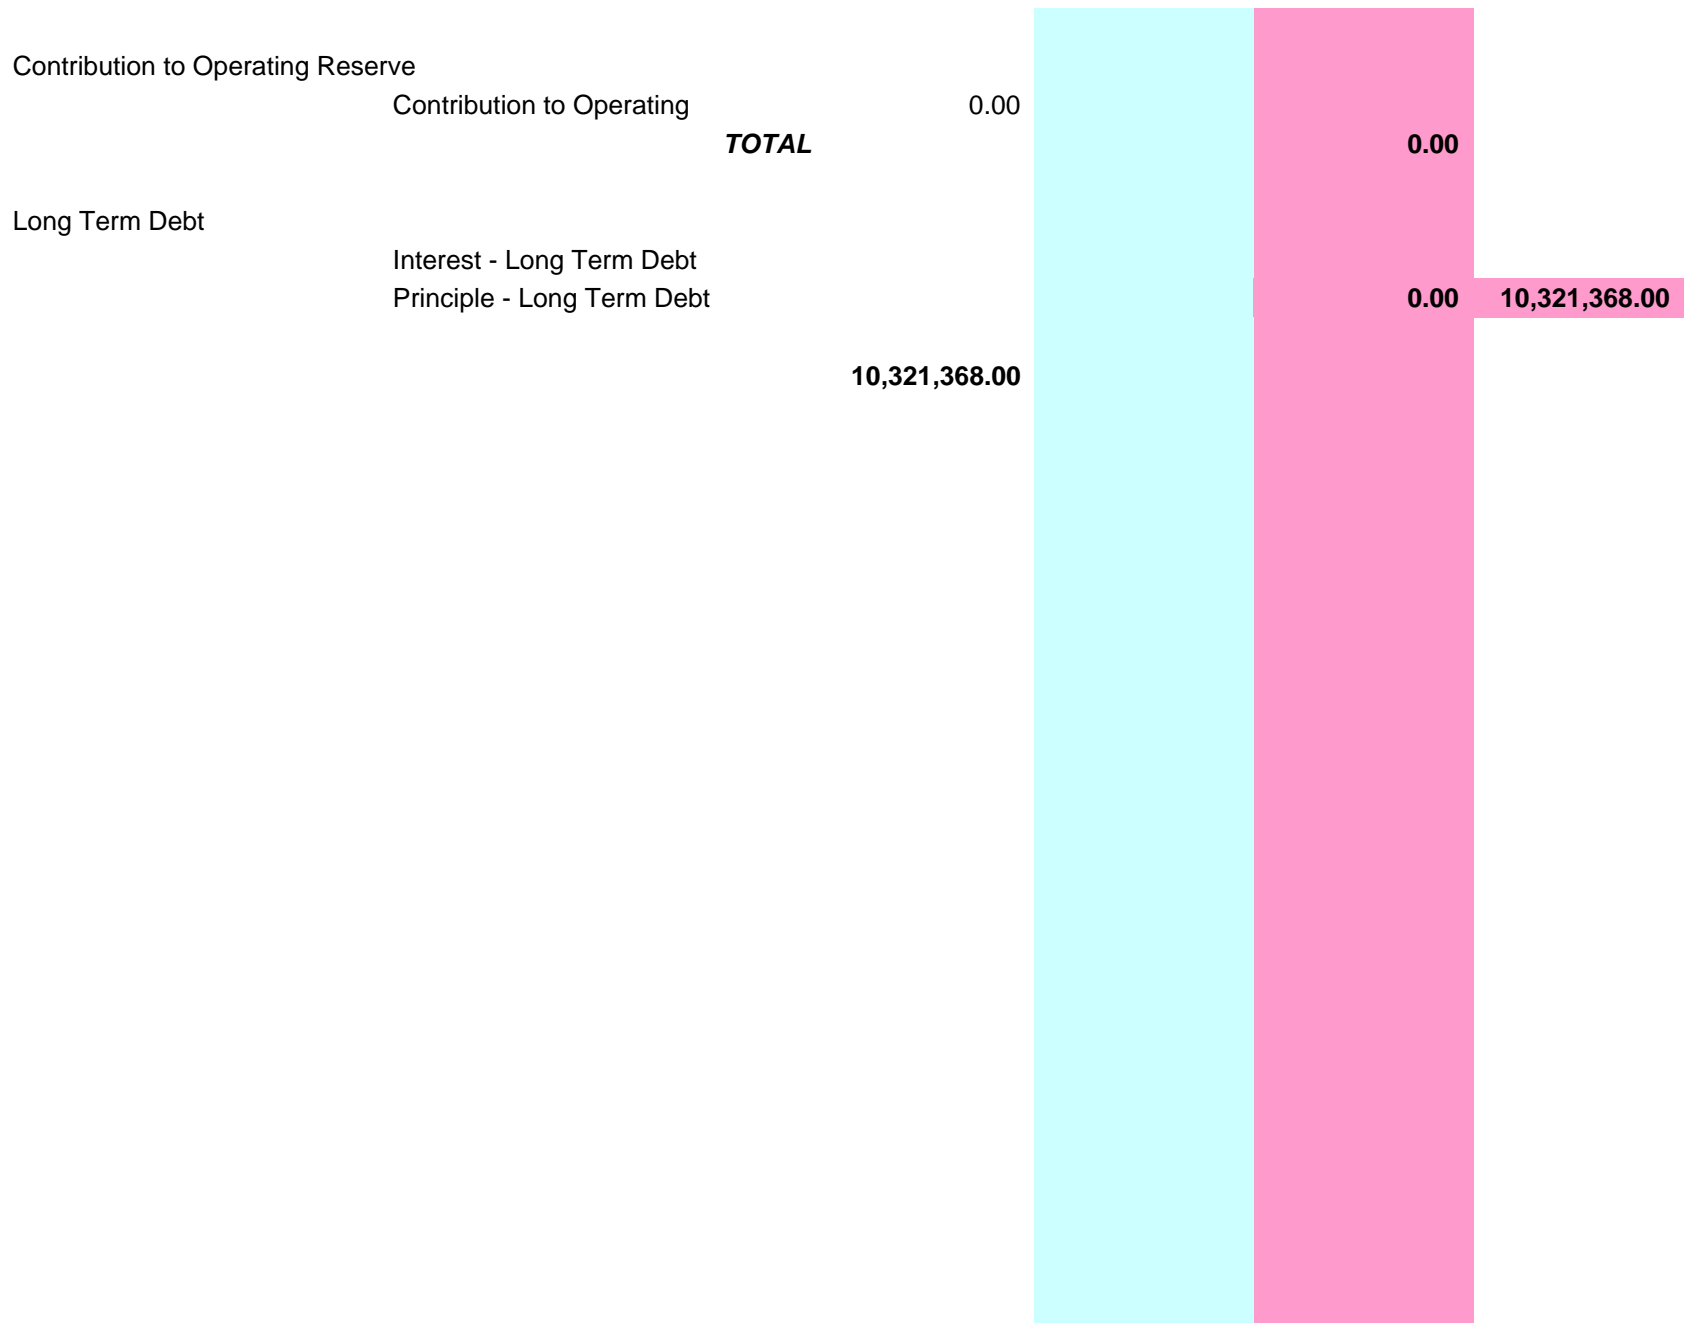 Contribution to Operating Reserve
Contribution to Operating 0.00
TOTAL 0.00
Long Term Debt
Interest - Long Term Debt
Principle - Long Term Debt 0.00 10,321,368.00
10,321,368.00